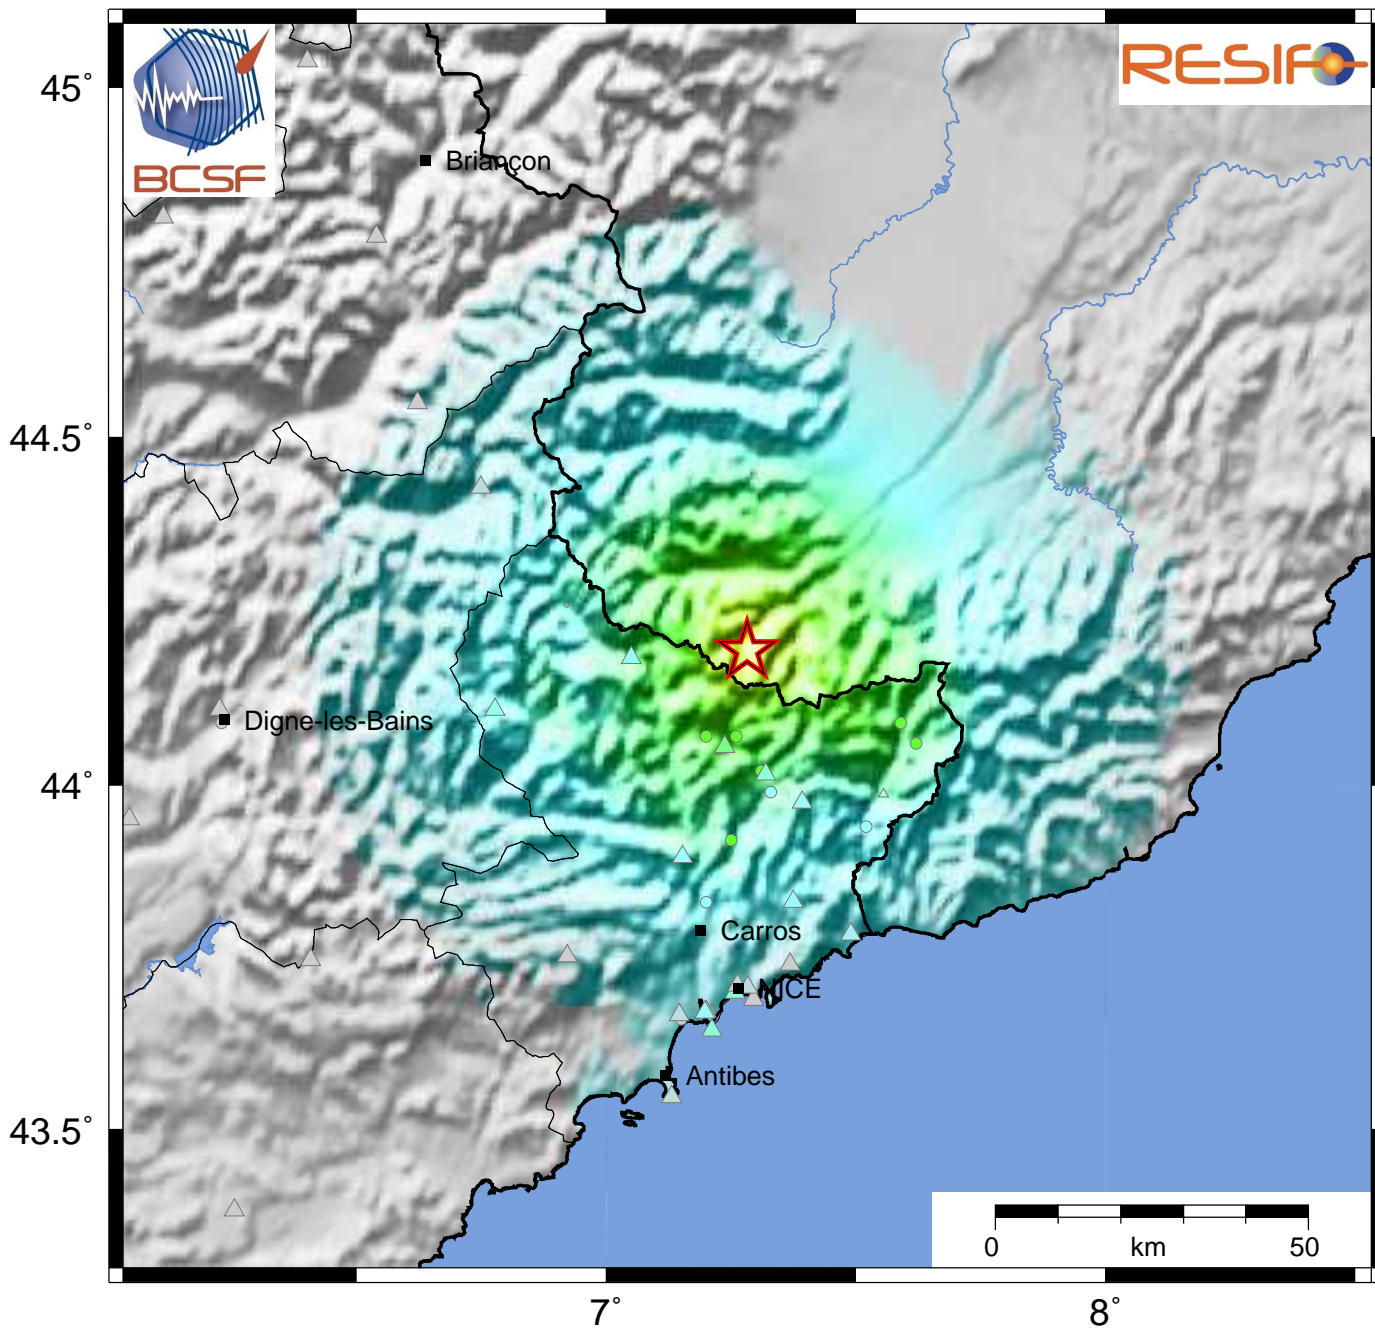 BCSF
RESIF
45°
Briançon
44.5°
Digne-les-Bains
44°
Carros
NICE
Antibes
43.5°
0 km 50
7° 8°